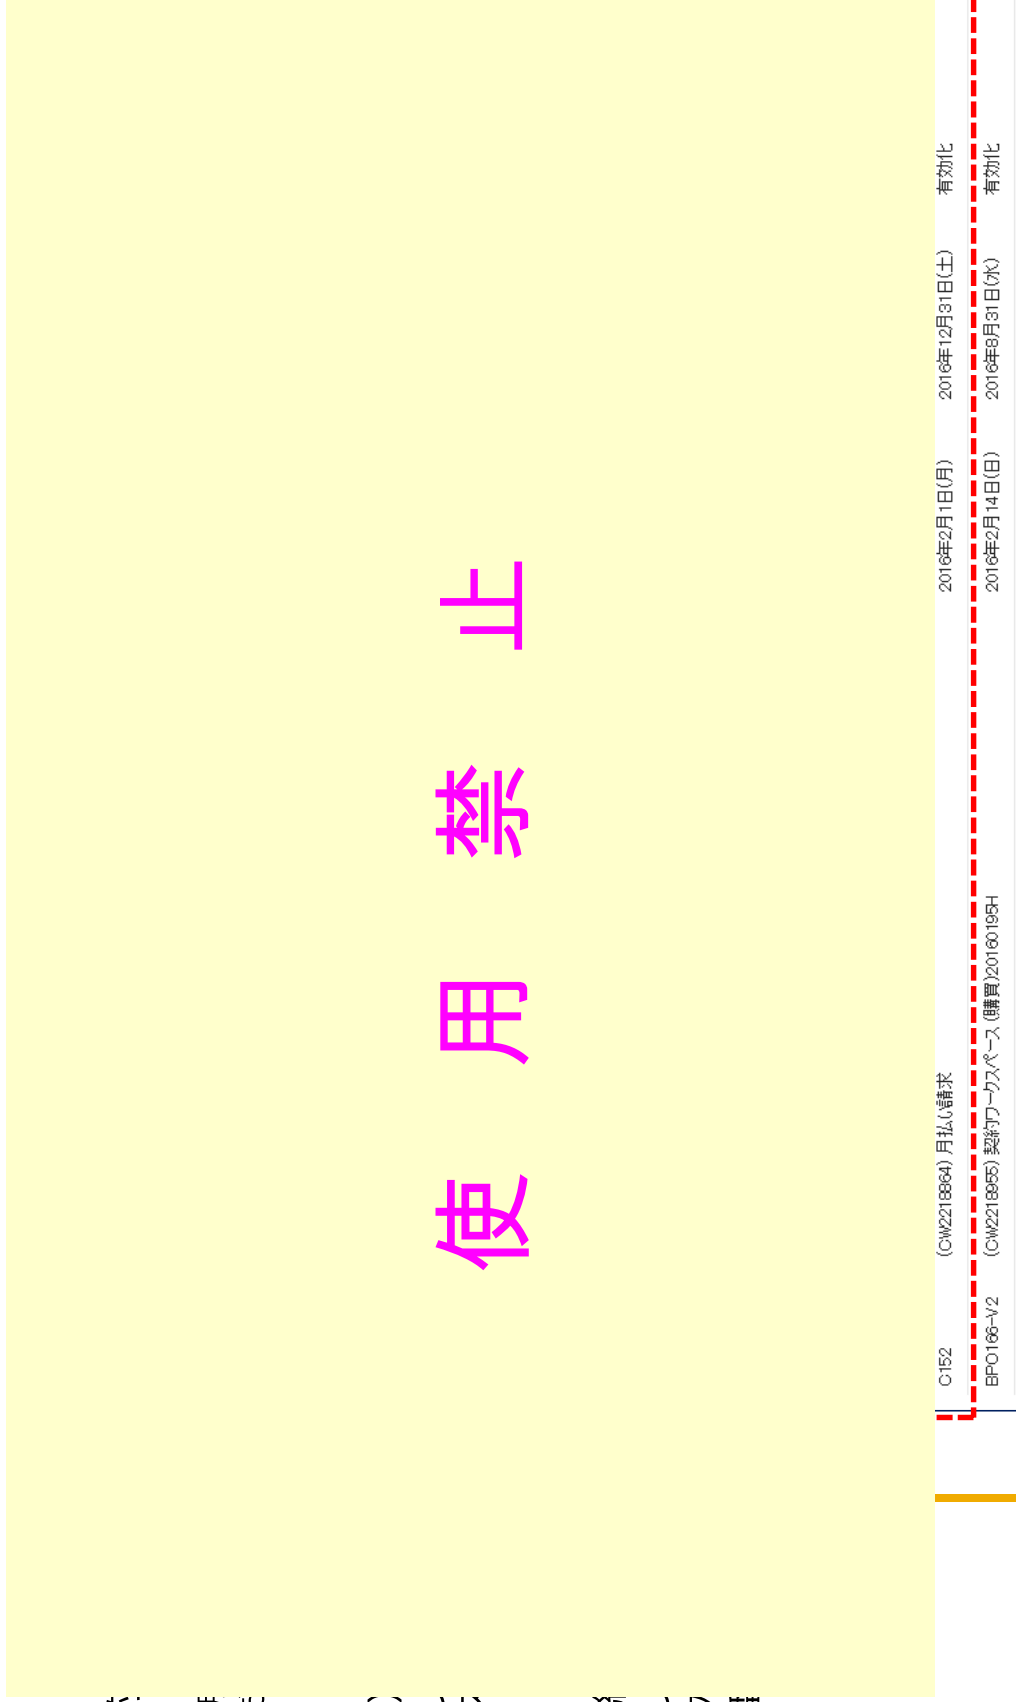 使用禁止
C152 (CW2218864) 月払い請求 2016年2月1日(月) 2016年12月31日(土) 有効化
BPO166-V2 (CW2218955) 契約ワークスペース (購買)20160195H 2016年2月14日(日) 2016年8月31日(水) 有効化